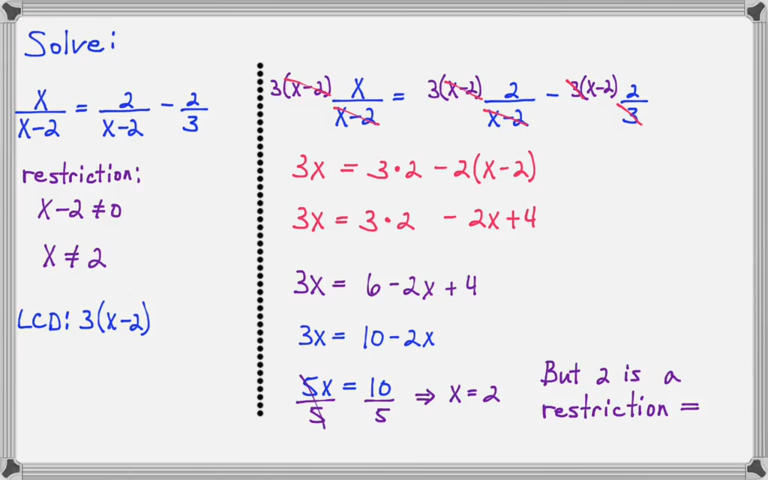 Solve:
x/(x-2) = 2/(x-2) - 2/3
restriction:
x-2 ≠ 0
x ≠ 2
LCD: 3(x-2)
3(x-2) x/(x-2) = 3(x-2) 2/(x-2) - 3(x-2) 2/3
3x = 3·2 - 2(x-2)
3x = 3·2 - 2x+4
3x = 6-2x+4
3x = 10-2x
5x/5 = 10/5 ⇒ x=2
But 2 is a
restriction =